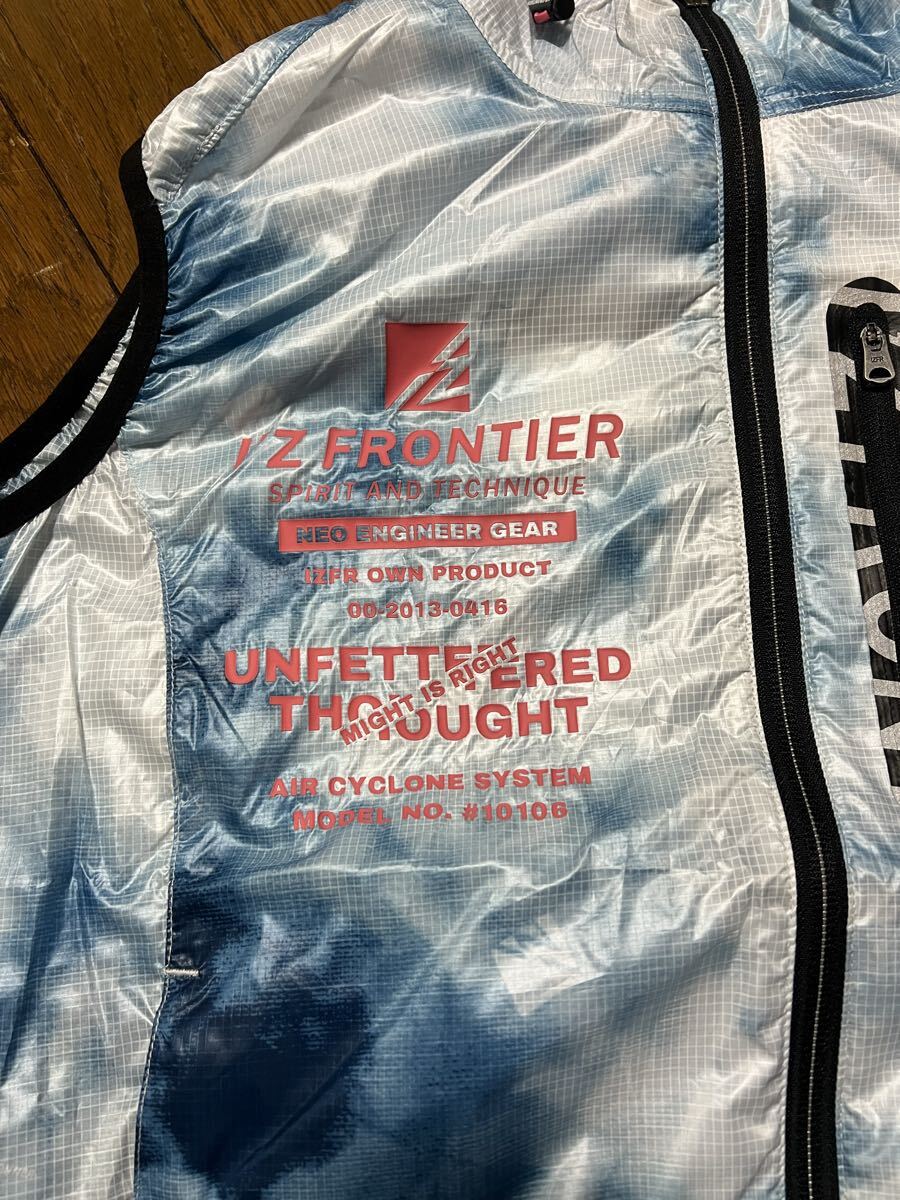 I'Z FRONTIER
SPIRIT AND TECHNIQUE
NEO ENGINEER GEAR
IZFR OWN PRODUCT
00-2013-0416
UNFETTERED
MIGHT IS RIGHT
THOUGHT
AIR CYCLONE SYSTEM
MODEL NO. #10106
IZFR